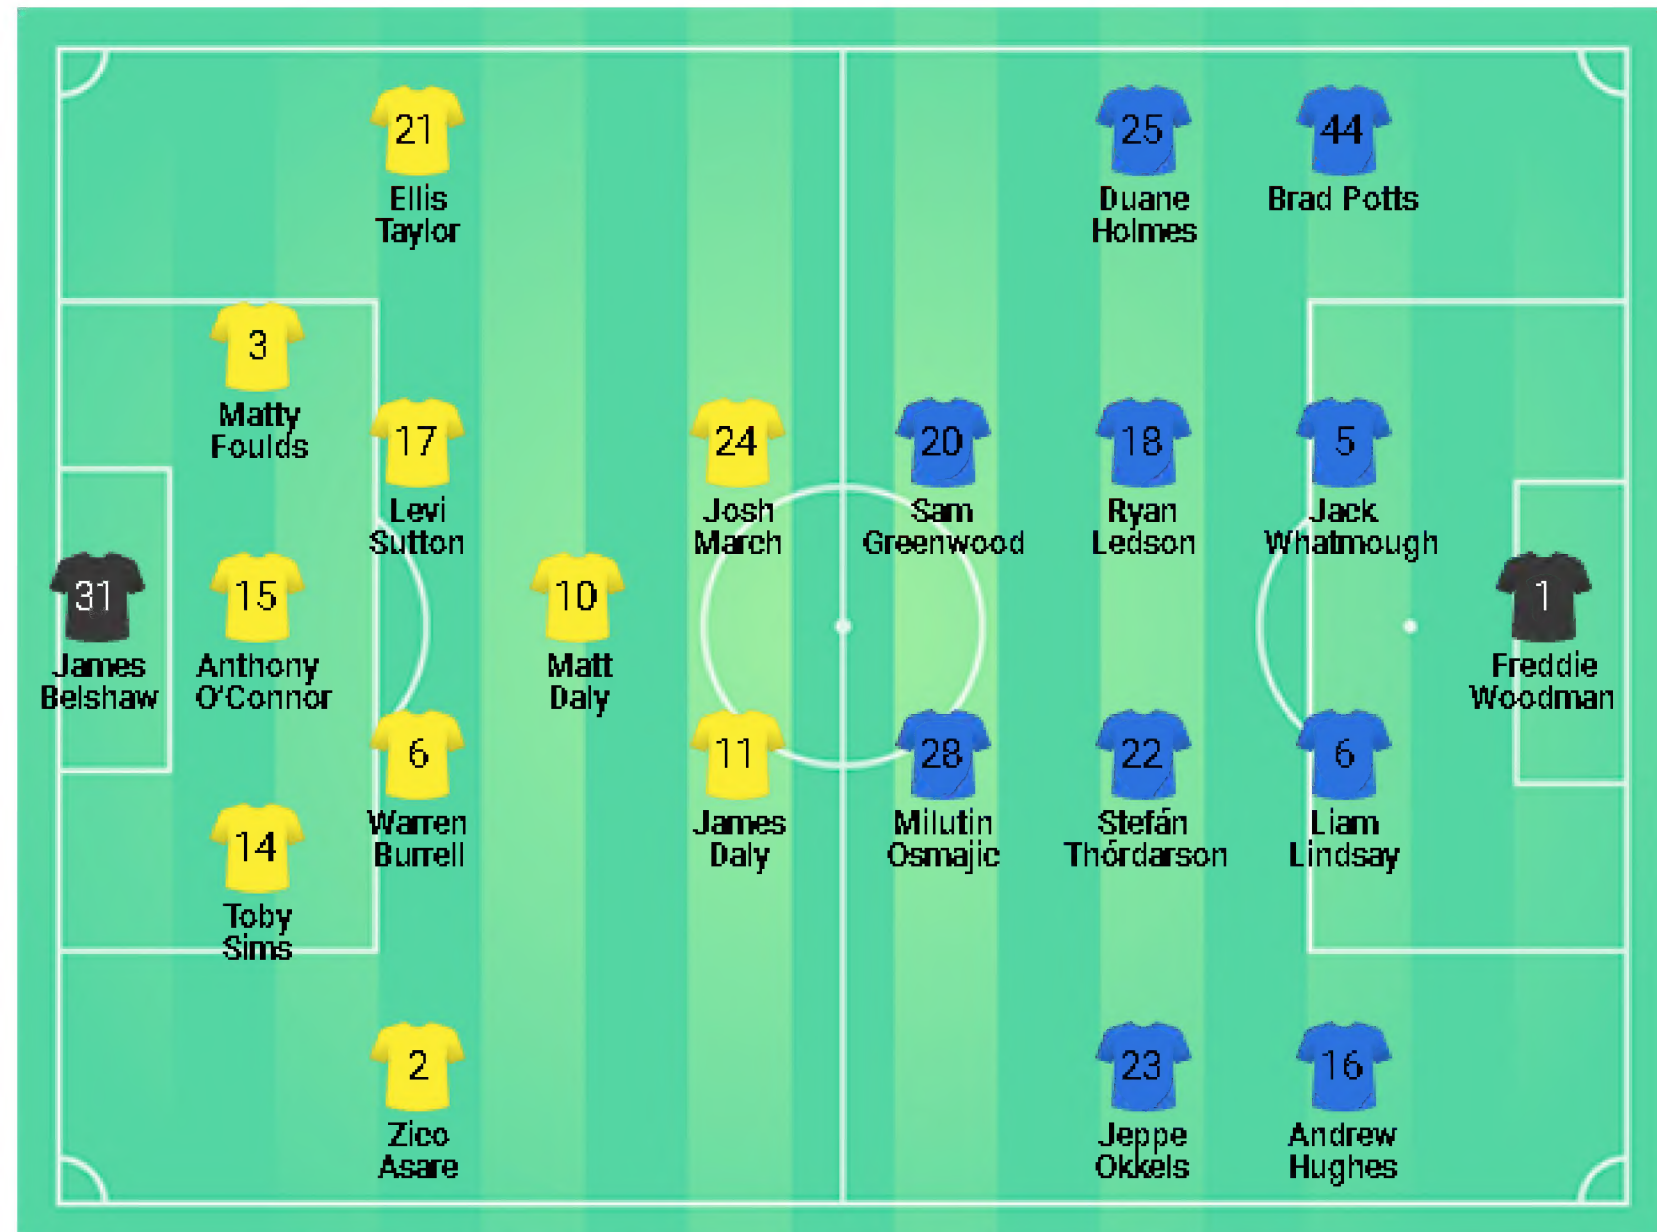 21
Ellis
Taylor
25
Duane
Holmes
44
Brad Potts
3
Matty
Foulds
17
Levi
Sutton
24
Josh
March
20
Sam
Greenwood
18
Ryan
Ledson
5
Jack
Whatmough
31
James
Belshaw
15
Anthony
O'Connor
10
Matt
Daly
1
Freddie
Woodman
6
Warren
Burrell
11
James
Daly
28
Milutin
Osmajic
22
Stefán
Thórdarson
6
Liam
Lindsay
14
Toby
Sims
2
Zico
Asare
23
Jeppe
Okkels
16
Andrew
Hughes